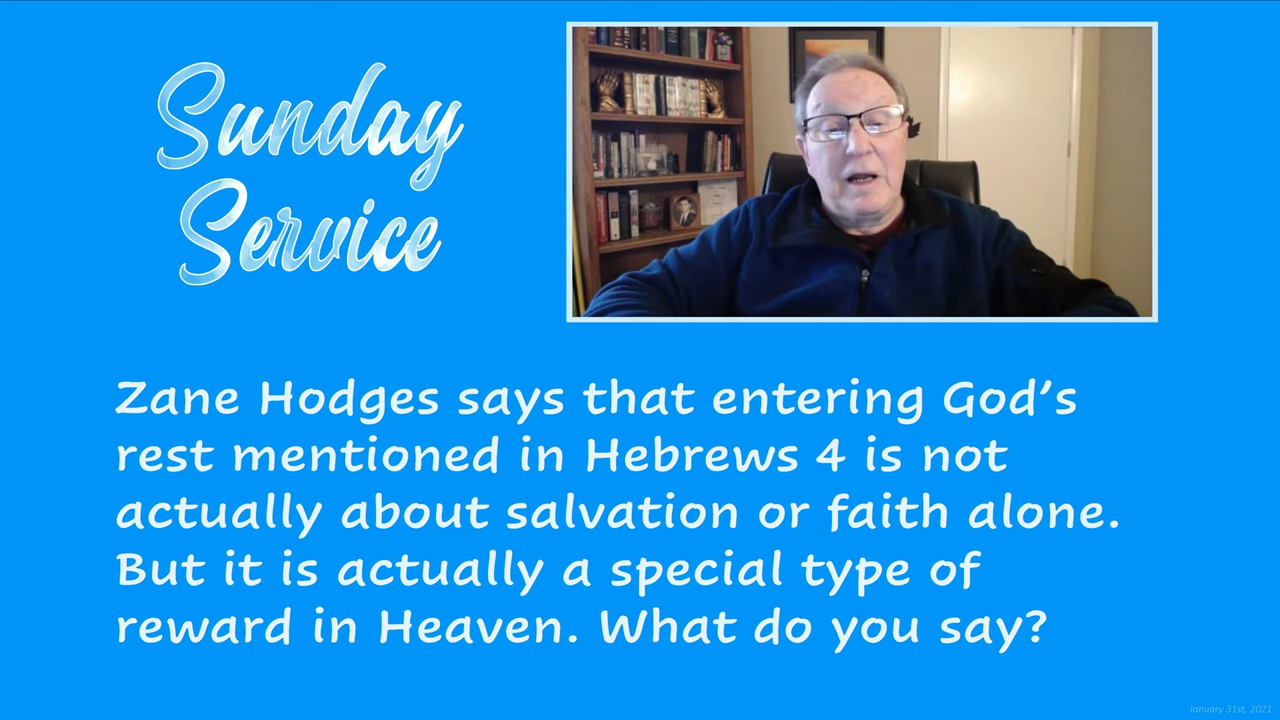 Sunday
Service
Zane Hodges says that entering God's
rest mentioned in Hebrews 4 is not
actually about salvation or faith alone.
But it is actually a special type of
reward in Heaven. What do you say?
January 31st, 2021